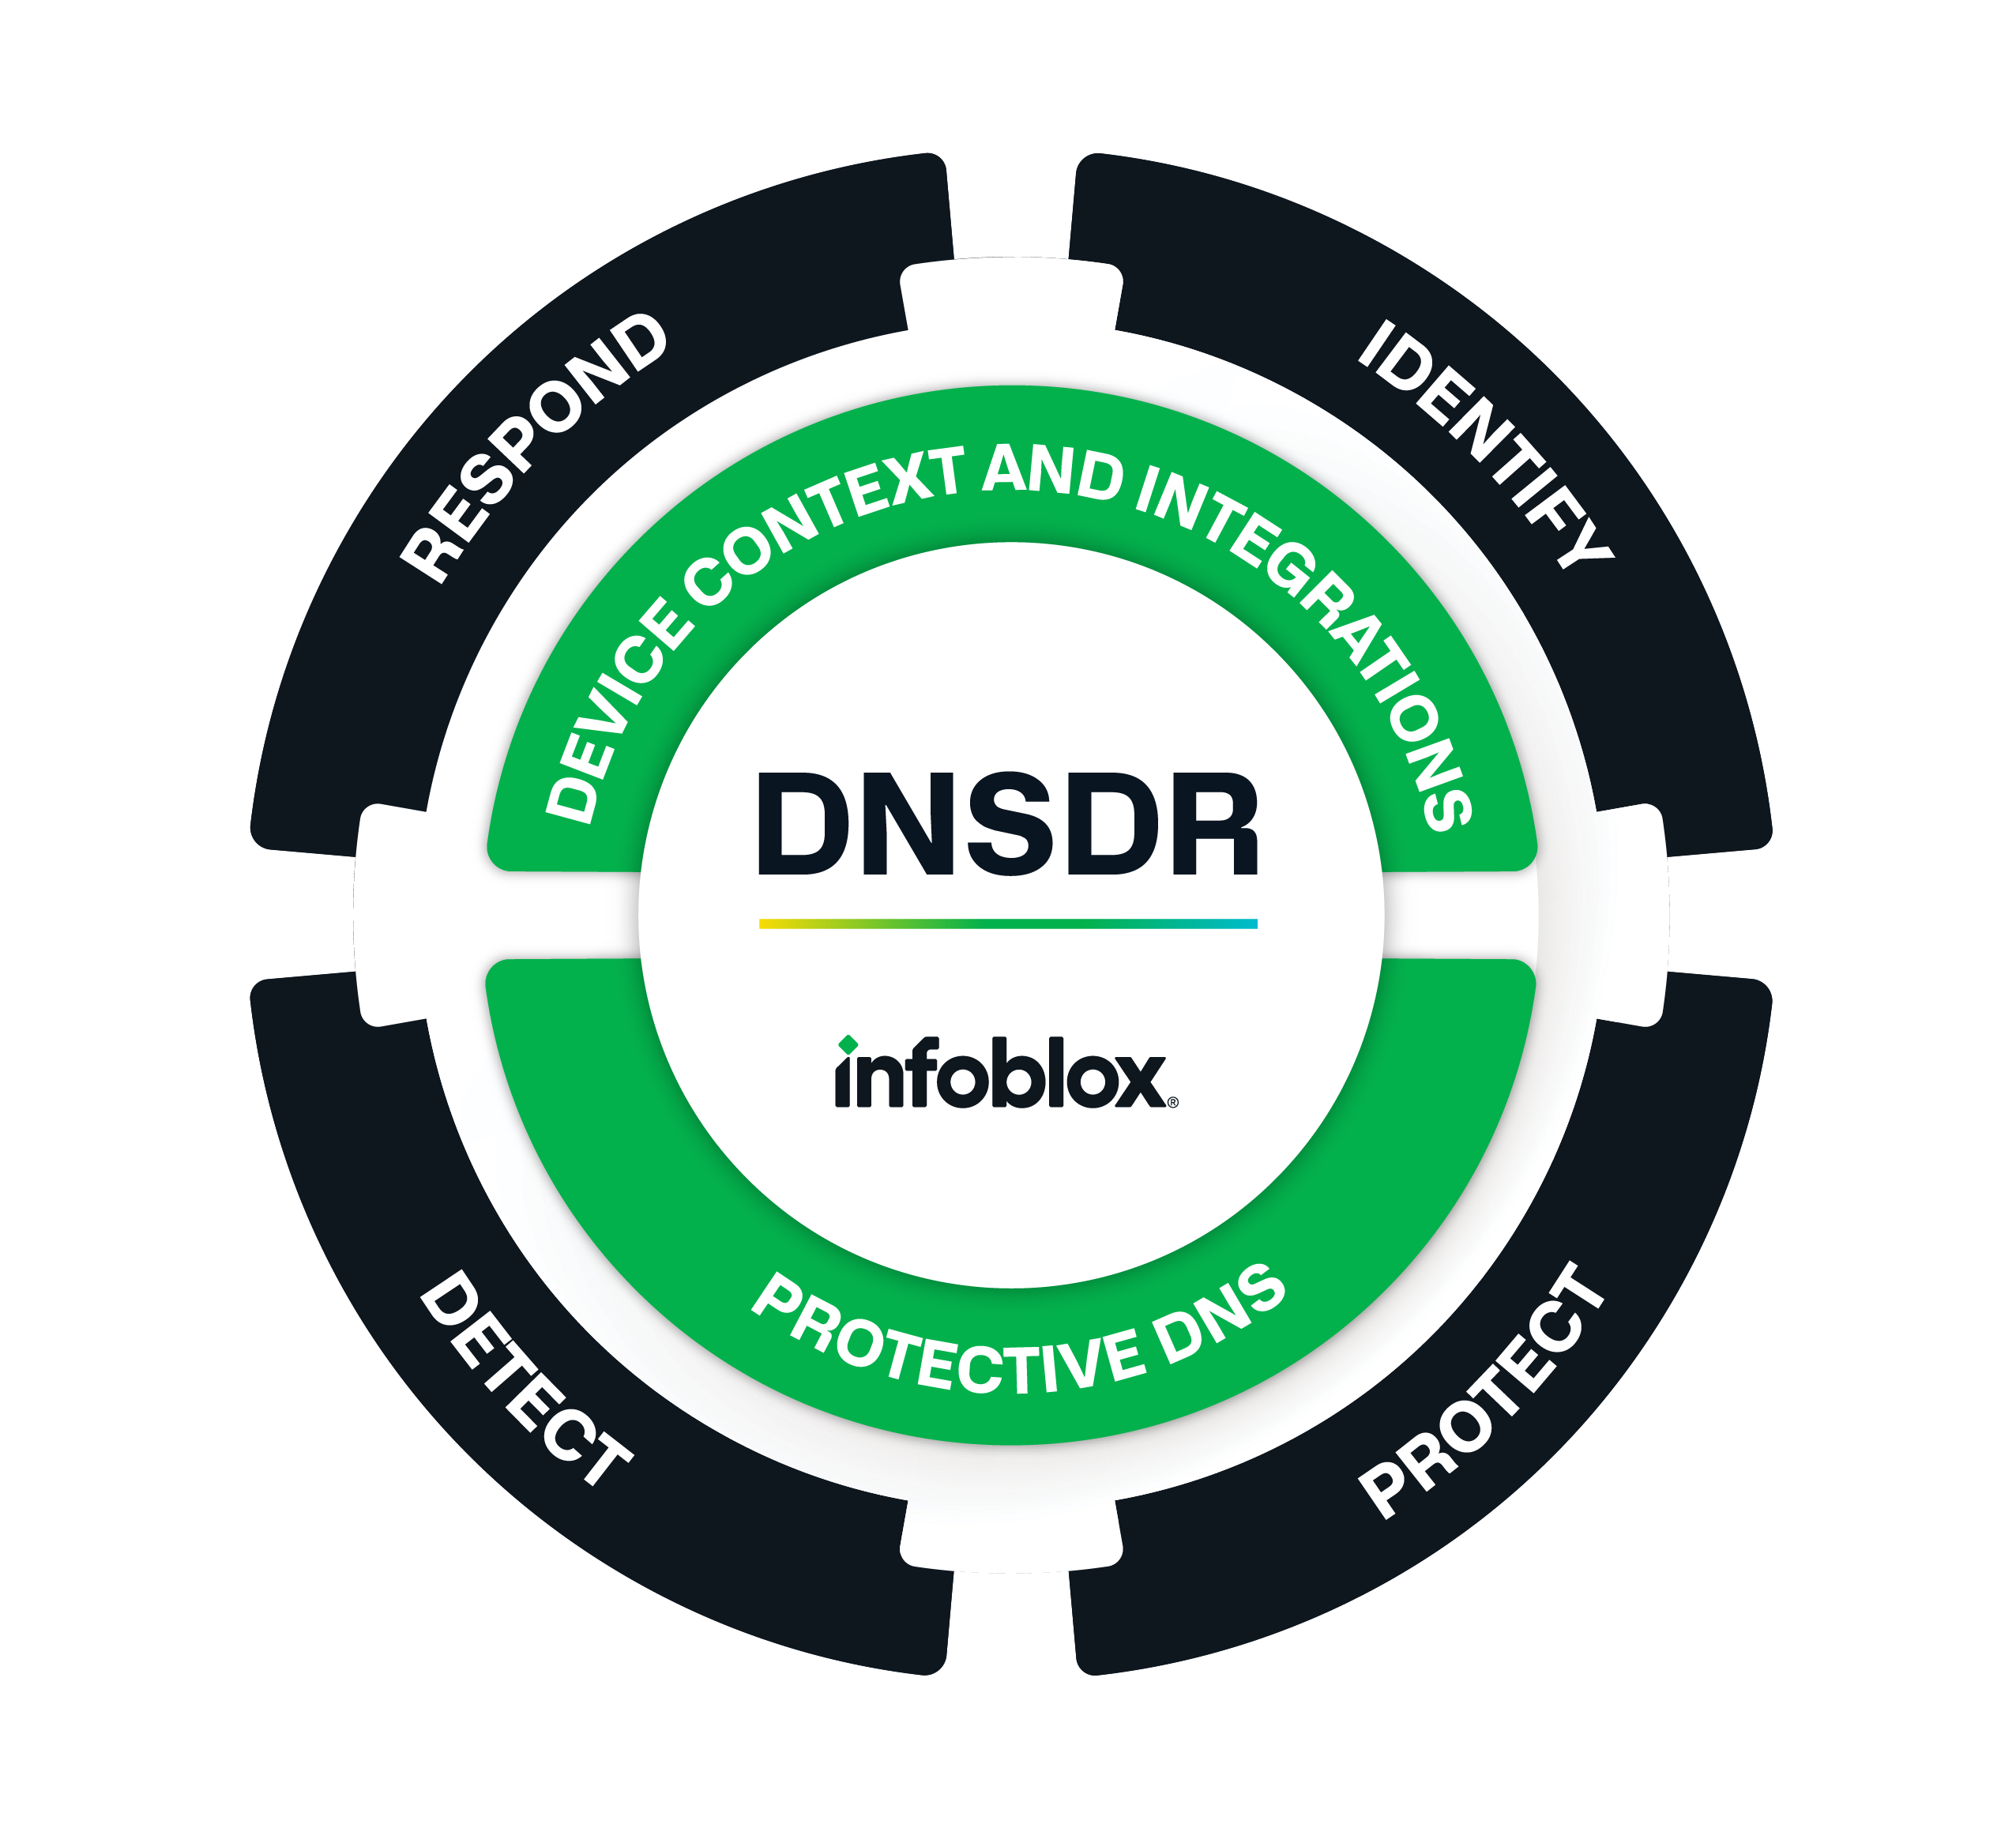 RESPOND
IDENTIFY
DEVICE CONTEXT AND INTEGRATIONS
DNSDR
infoblox®
PROTECTIVE DNS
DETECT
PROTECT